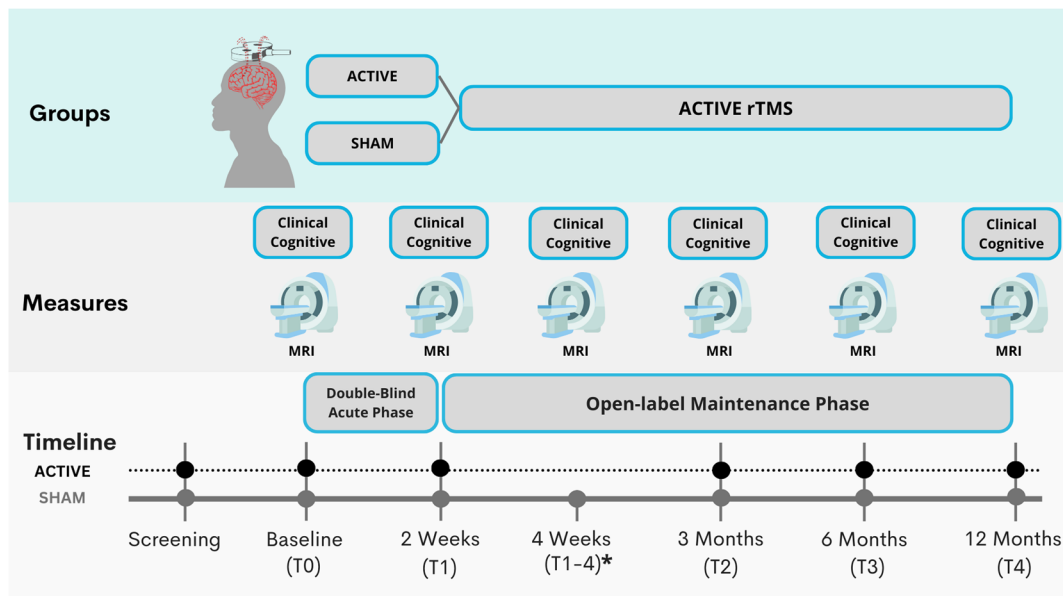 Groups
ACTIVE
SHAM
ACTIVE rTMS
Measures
Clinical
Cognitive
Clinical
Cognitive
Clinical
Cognitive
Clinical
Cognitive
Clinical
Cognitive
Clinical
Cognitive
MRI
MRI
MRI
MRI
MRI
MRI
Double-Blind
Acute Phase
Open-label Maintenance Phase
Timeline
ACTIVE
SHAM
Screening
Baseline
(T0)
2 Weeks
(T1)
4 Weeks
(T1-4)*
3 Months
(T2)
6 Months
(T3)
12 Months
(T4)